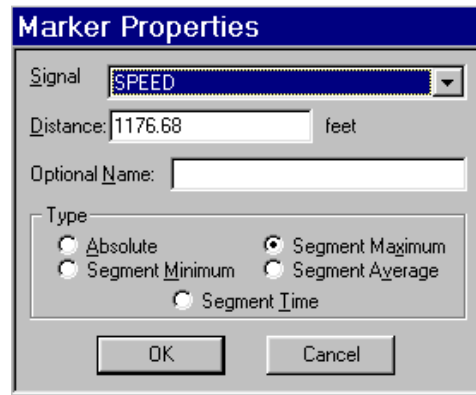 Marker Properties
Signal SPEED
Distance: 1176.68 feet
Optional Name:
Type
Absolute Segment Maximum
Segment Minimum Segment Average
Segment Time
OK Cancel